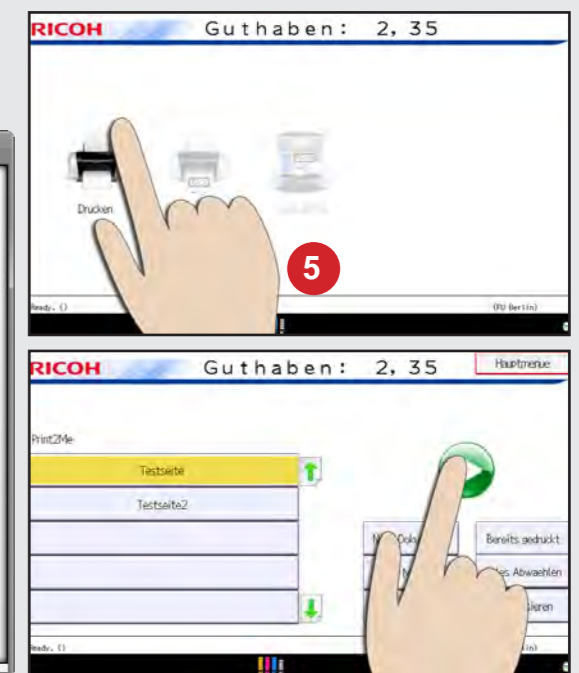 RICOH Guthaben: 2,35
Drucken
5
Ready. () (FU Berlin)
RICOH Guthaben: 2,35 Hauptmenue
Print2Me
Testseite
Testseite2
Bereits gedruckt
Abwaehlen
Ready. ()